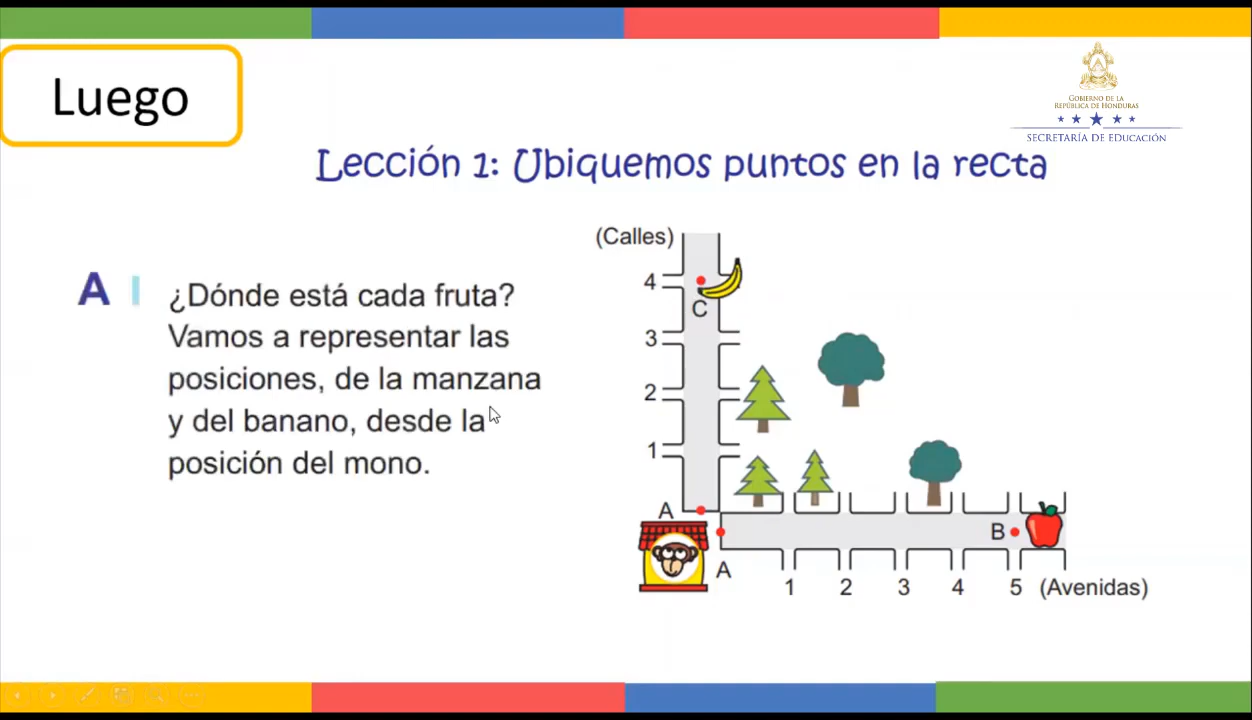 Luego
GOBIERNO DE LA
REPÚBLICA DE HONDURAS
SECRETARÍA DE EDUCACIÓN
Lección 1: Ubiquemos puntos en la recta
A 1
¿Dónde está cada fruta?
Vamos a representar las
posiciones, de la manzana
y del banano, desde la
posición del mono.
(Calles)
4
C
3
2
1
A
B
A
1 2 3 4 5 (Avenidas)